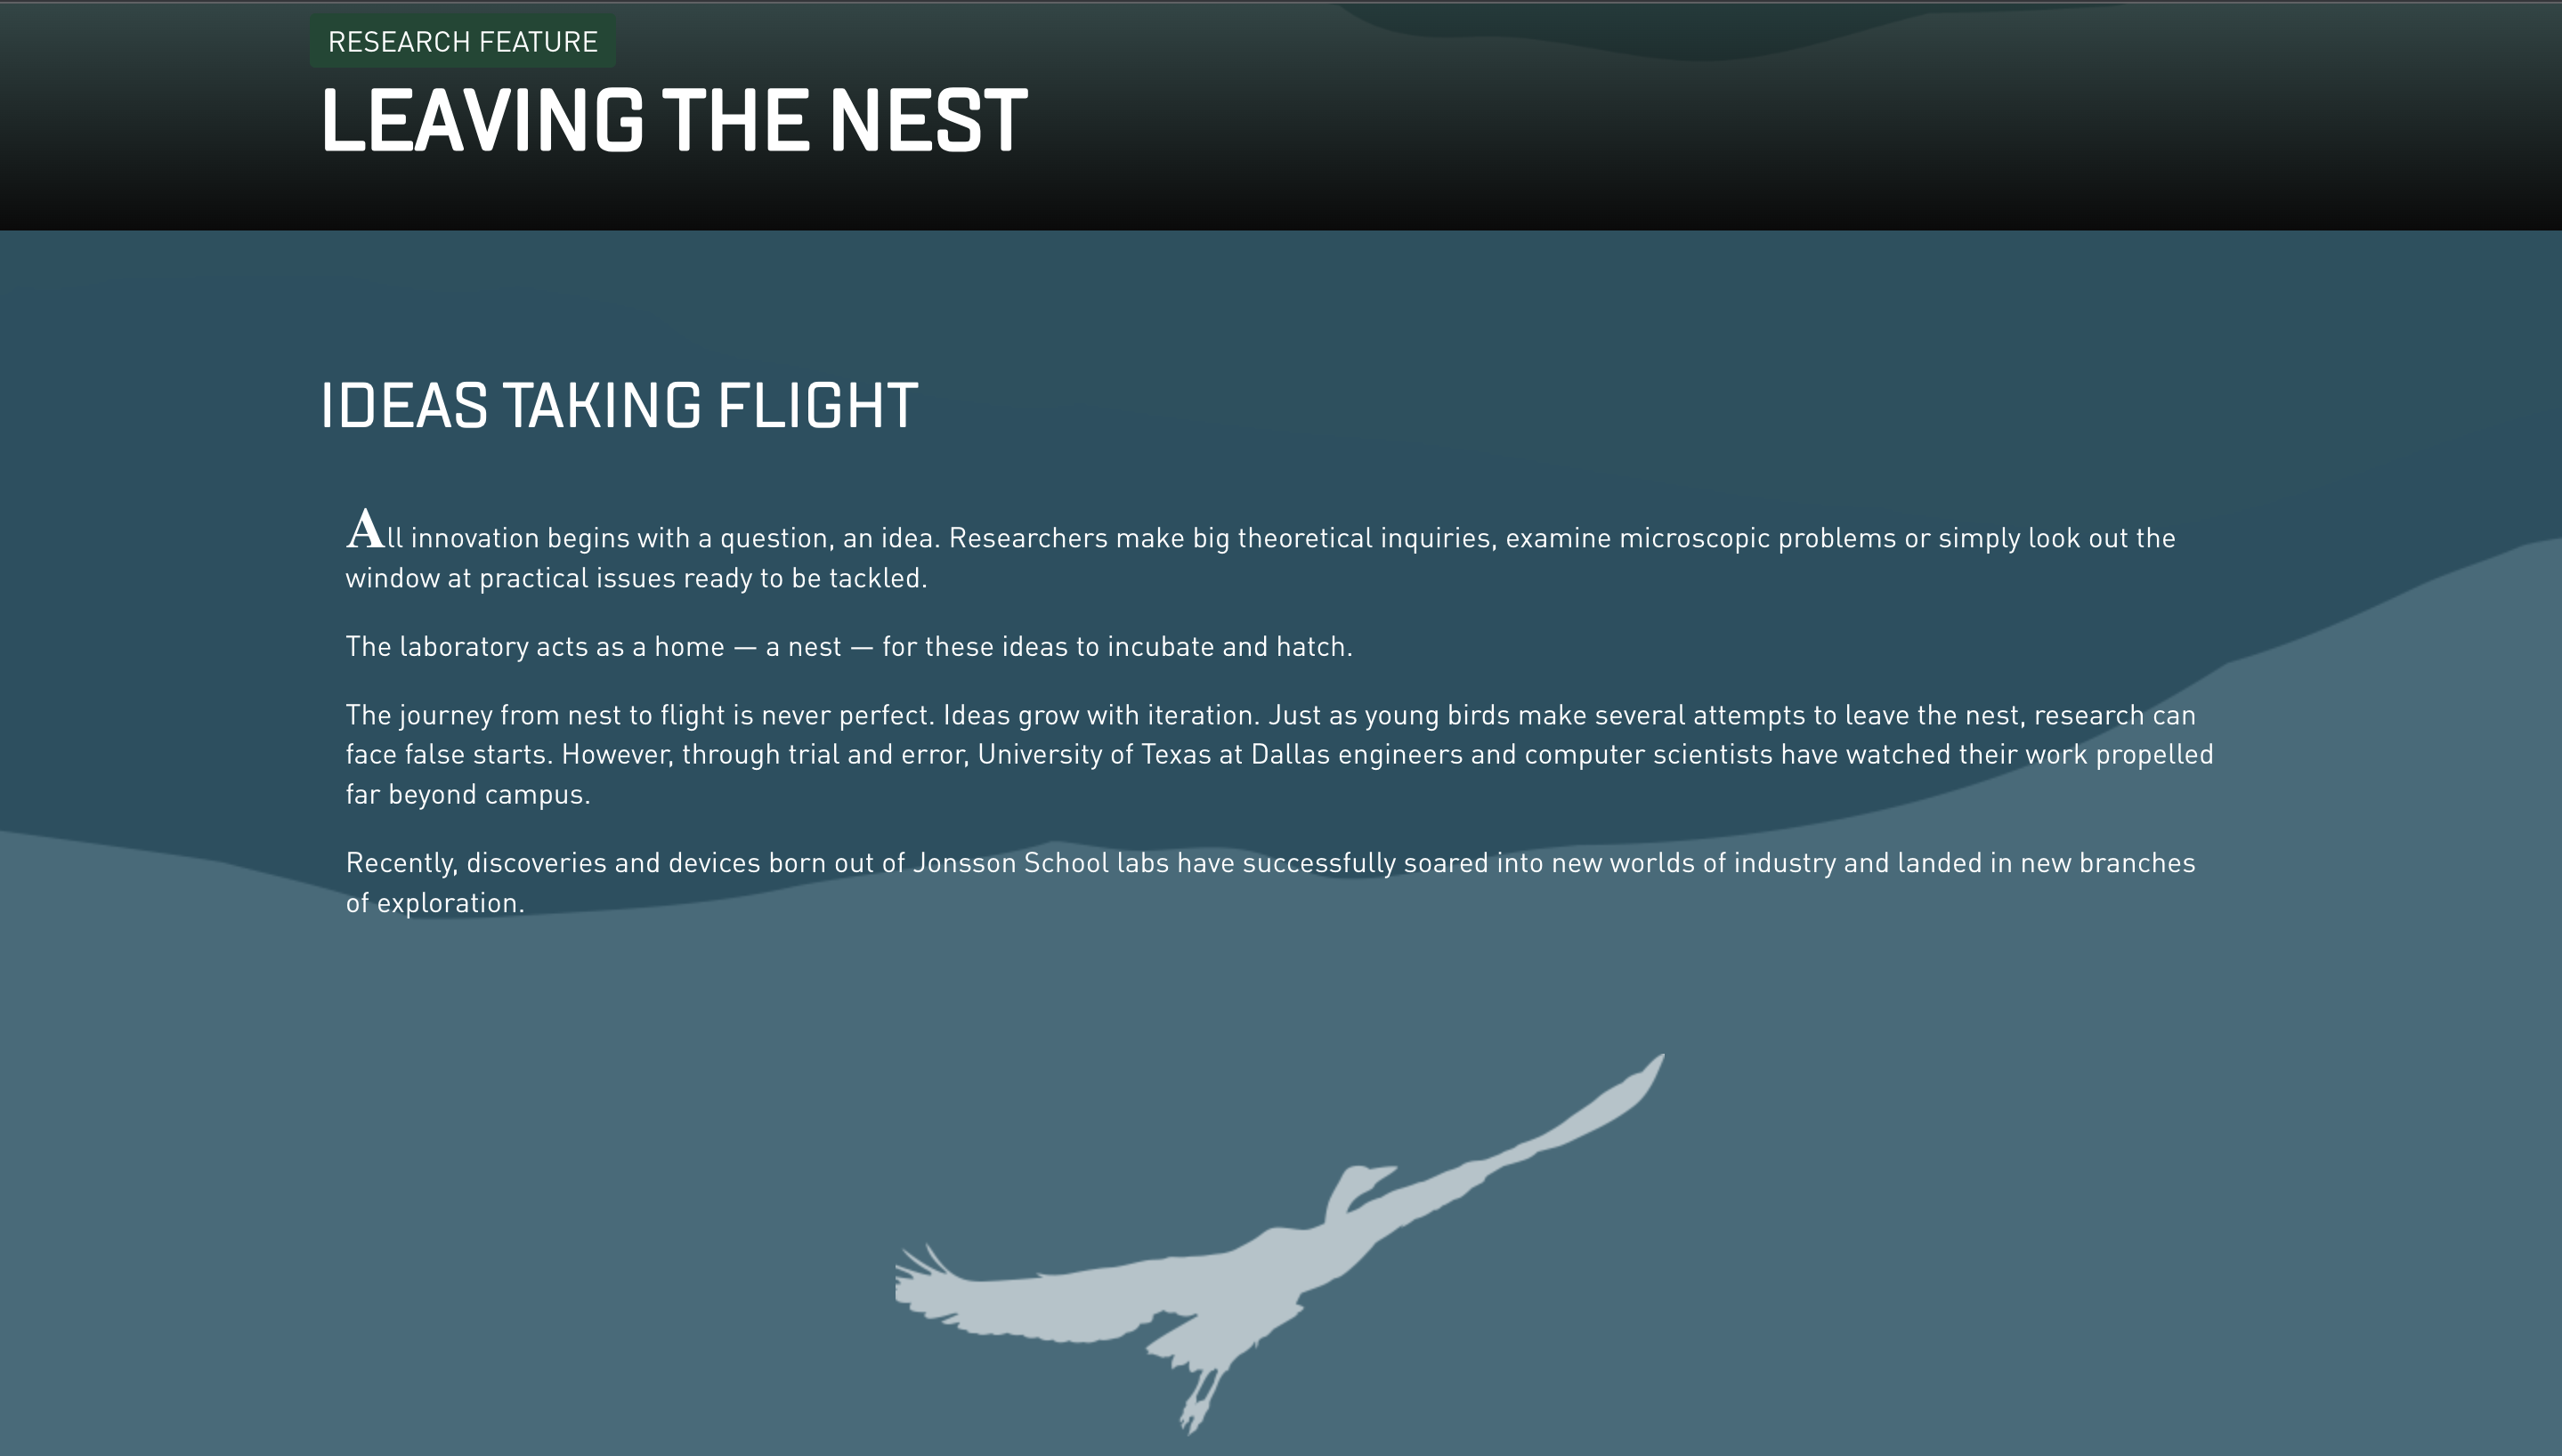 RESEARCH FEATURE
LEAVING THE NEST
IDEAS TAKING FLIGHT
All innovation begins with a question, an idea. Researchers make big theoretical inquiries, examine microscopic problems or simply look out the
window at practical issues ready to be tackled.
The laboratory acts as a home — a nest — for these ideas to incubate and hatch.
The journey from nest to flight is never perfect. Ideas grow with iteration. Just as young birds make several attempts to leave the nest, research can
face false starts. However, through trial and error, University of Texas at Dallas engineers and computer scientists have watched their work propelled
far beyond campus.
Recently, discoveries and devices born out of Jonsson School labs have successfully soared into new worlds of industry and landed in new branches
of exploration.